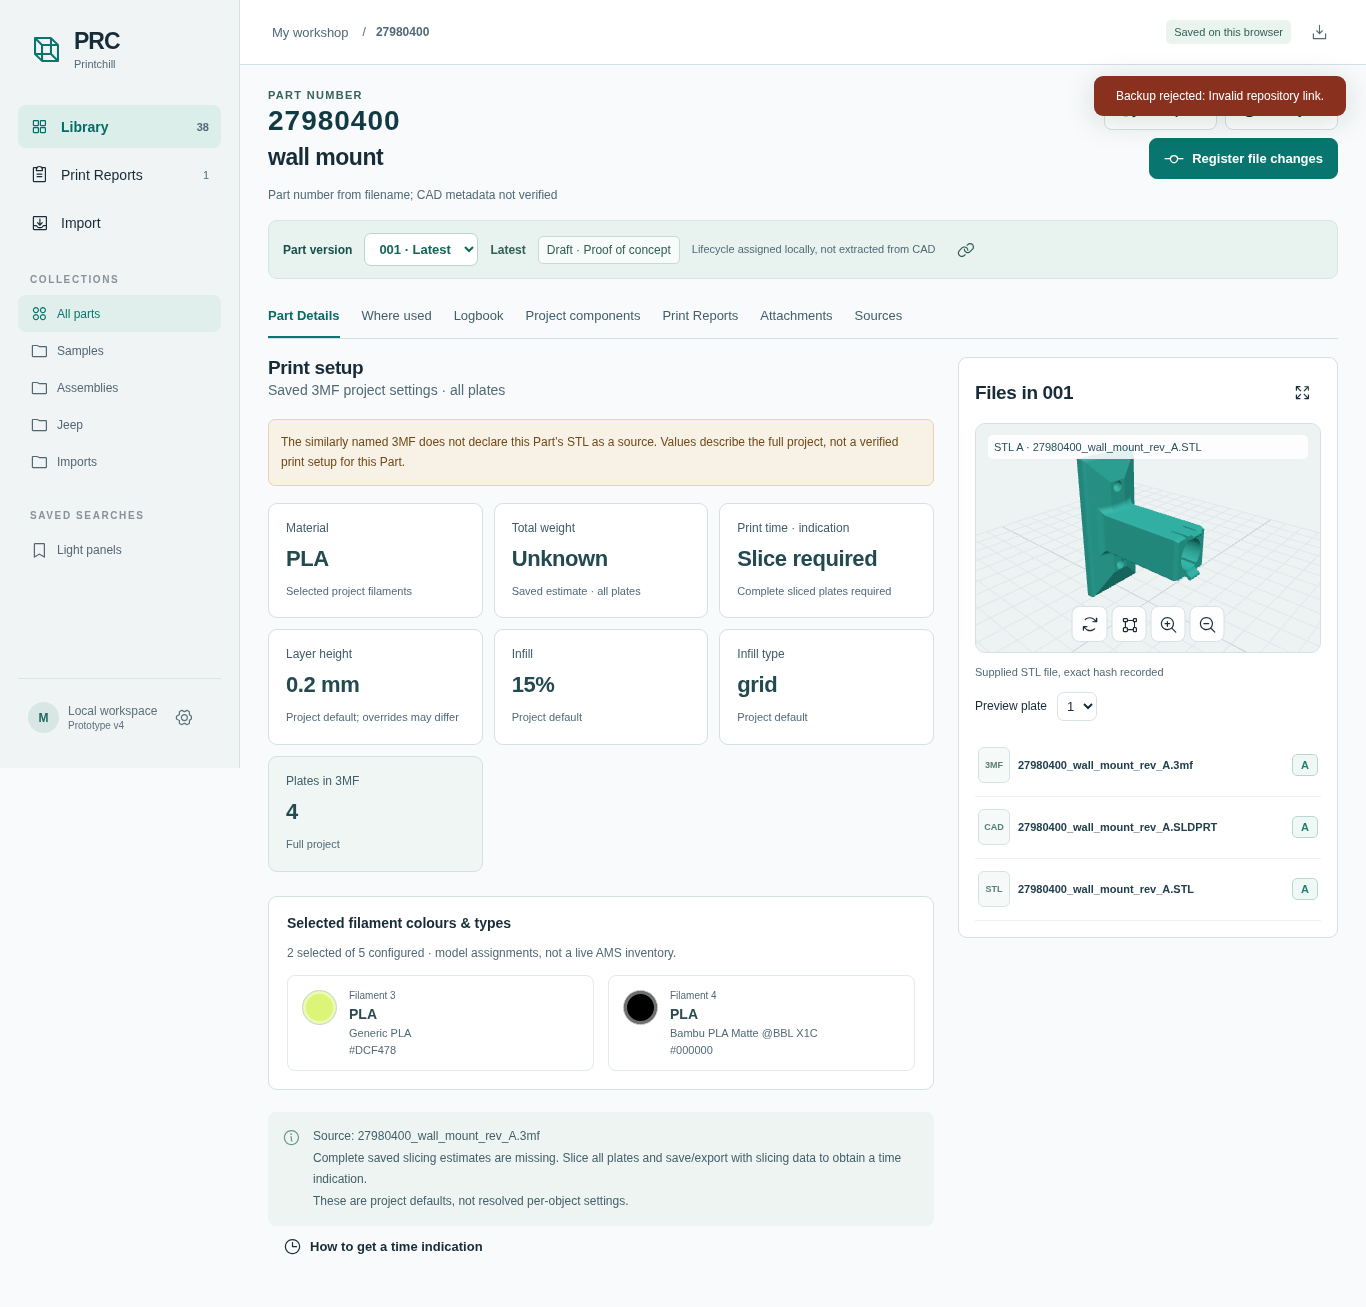 PRC
Printchill
Library 38
Print Reports 1
Import
COLLECTIONS
All parts
Samples
Assemblies
Jeep
Imports
SAVED SEARCHES
Light panels
M
Local workspace
Prototype v4
My workshop / 27980400
Saved on this browser
Backup rejected: Invalid repository link.
PART NUMBER
27980400
wall mount
Part number from filename; CAD metadata not verified
Register file changes
Part version 001 · Latest Latest Draft · Proof of concept Lifecycle assigned locally, not extracted from CAD
Part Details Where used Logbook Project components Print Reports Attachments Sources
Print setup
Saved 3MF project settings · all plates
The similarly named 3MF does not declare this Part's STL as a source. Values describe the full project, not a verified
print setup for this Part.
Material
PLA
Selected project filaments
Total weight
Unknown
Saved estimate · all plates
Print time · indication
Slice required
Complete sliced plates required
Layer height
0.2 mm
Project default; overrides may differ
Infill
15%
Project default
Infill type
grid
Project default
Plates in 3MF
4
Full project
Selected filament colours & types
2 selected of 5 configured · model assignments, not a live AMS inventory.
Filament 3
PLA
Generic PLA
#DCF478
Filament 4
PLA
Bambu PLA Matte @BBL X1C
#000000
Source: 27980400_wall_mount_rev_A.3mf
Complete saved slicing estimates are missing. Slice all plates and save/export with slicing data to obtain a time
indication.
These are project defaults, not resolved per-object settings.
How to get a time indication
Files in 001
STL A · 27980400_wall_mount_rev_A.STL
Supplied STL file, exact hash recorded
Preview plate 1
3MF 27980400_wall_mount_rev_A.3mf A
CAD 27980400_wall_mount_rev_A.SLDPRT A
STL 27980400_wall_mount_rev_A.STL A